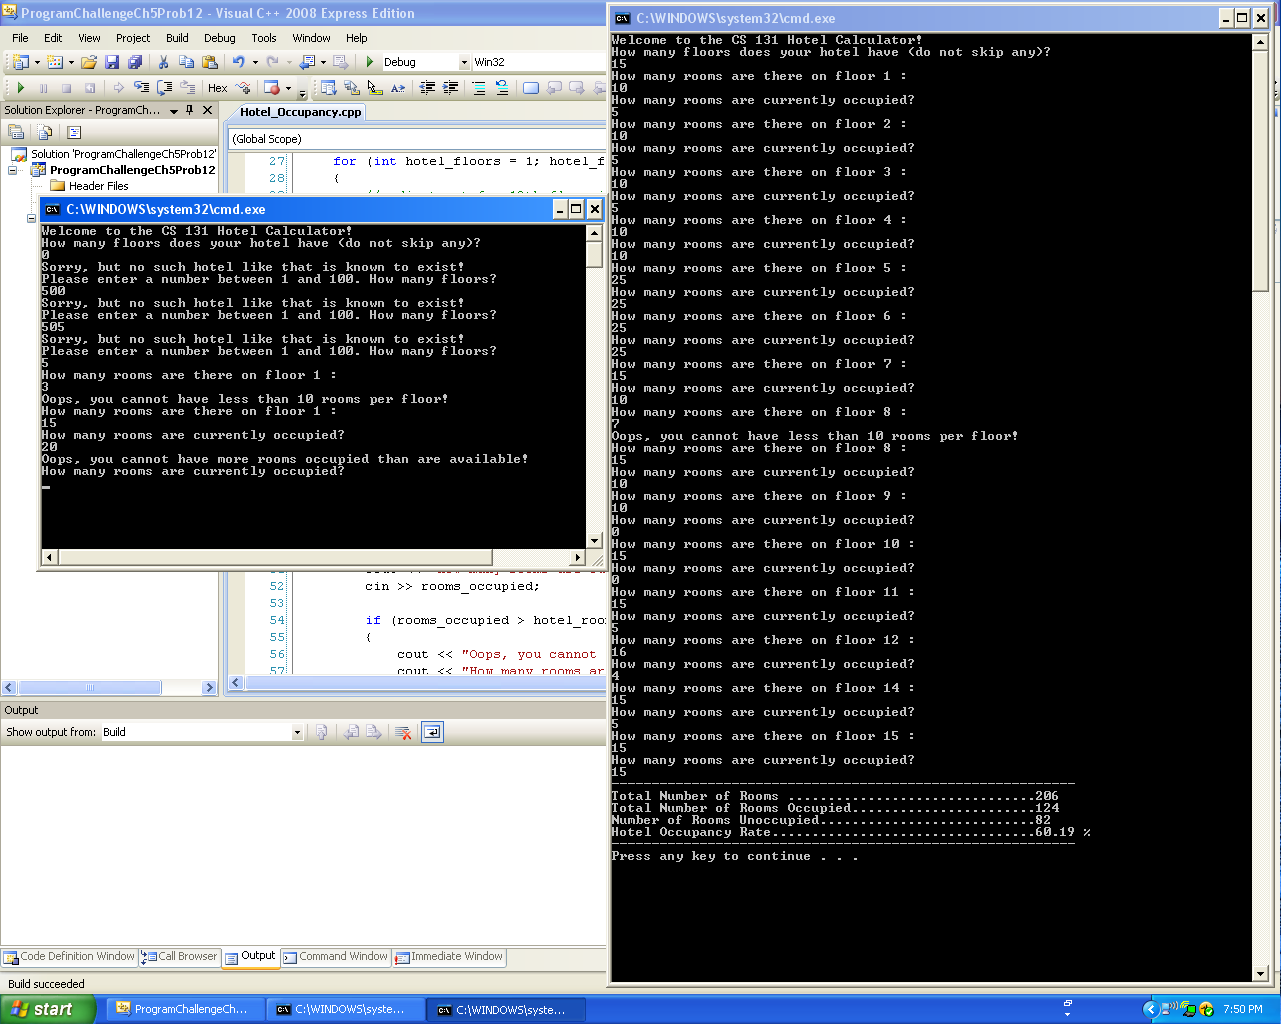 ProgramChallengeCh5Prob12 - Visual C++ 2008 Express Edition
File Edit View Project Build Debug Tools Window Help
Debug Win32
Hex
Solution Explorer - ProgramCh...
Solution 'ProgramChallengeCh5Prob12'
ProgramChallengeCh5Prob12
Header Files
Hotel_Occupancy.cpp
(Global Scope)
27 for (int hotel_floors = 1; hotel_f
28 {
C:\WINDOWS\system32\cmd.exe
Welcome to the CS 131 Hotel Calculator!
How many floors does your hotel have (do not skip any)?
0
Sorry, but no such hotel like that is known to exist!
Please enter a number between 1 and 100. How many floors?
500
Sorry, but no such hotel like that is known to exist!
Please enter a number between 1 and 100. How many floors?
505
Sorry, but no such hotel like that is known to exist!
Please enter a number between 1 and 100. How many floors?
5
How many rooms are there on floor 1 :
3
Oops, you cannot have less than 10 rooms per floor!
How many rooms are there on floor 1 :
15
How many rooms are currently occupied?
20
Oops, you cannot have more rooms occupied than are available!
How many rooms are currently occupied?
52 cin >> rooms_occupied;
53
54 if (rooms_occupied > hotel_roo
55 {
56 cout << "Oops, you cannot
57 cout << "How many rooms ar
Output
Show output from: Build
Code Definition Window Call Browser Output Command Window Immediate Window
Build succeeded
C:\WINDOWS\system32\cmd.exe
Welcome to the CS 131 Hotel Calculator!
How many floors does your hotel have (do not skip any)?
15
How many rooms are there on floor 1 :
10
How many rooms are currently occupied?
5
How many rooms are there on floor 2 :
10
How many rooms are currently occupied?
5
How many rooms are there on floor 3 :
10
How many rooms are currently occupied?
5
How many rooms are there on floor 4 :
10
How many rooms are currently occupied?
10
How many rooms are there on floor 5 :
25
How many rooms are currently occupied?
25
How many rooms are there on floor 6 :
25
How many rooms are currently occupied?
25
How many rooms are there on floor 7 :
15
How many rooms are currently occupied?
10
How many rooms are there on floor 8 :
7
Oops, you cannot have less than 10 rooms per floor!
How many rooms are there on floor 8 :
15
How many rooms are currently occupied?
10
How many rooms are there on floor 9 :
10
How many rooms are currently occupied?
0
How many rooms are there on floor 10 :
15
How many rooms are currently occupied?
0
How many rooms are there on floor 11 :
15
How many rooms are currently occupied?
5
How many rooms are there on floor 12 :
16
How many rooms are currently occupied?
4
How many rooms are there on floor 14 :
15
How many rooms are currently occupied?
5
How many rooms are there on floor 15 :
15
How many rooms are currently occupied?
15
----------------------------------------------------------
Total Number of Rooms ...............................206
Total Number of Rooms Occupied.......................124
Number of Rooms Unoccupied...........................82
Hotel Occupancy Rate.................................60.19 %
----------------------------------------------------------
Press any key to continue . . .
start ProgramChallengeCh... C:\WINDOWS\syste... C:\WINDOWS\syste... 7:50 PM